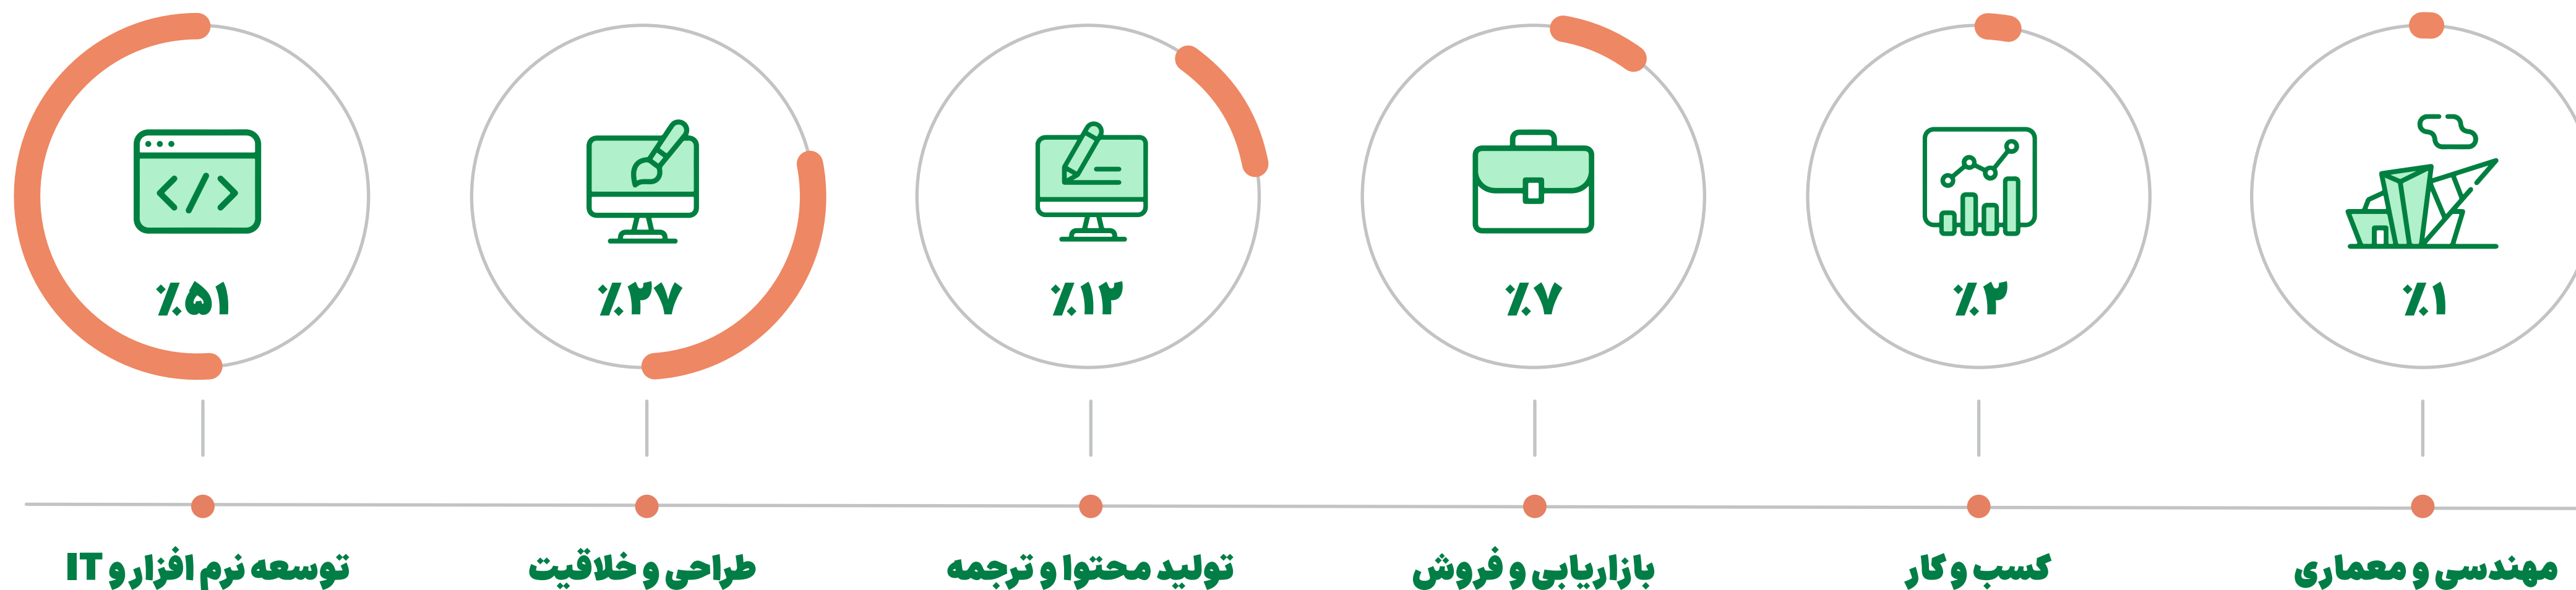 ٪۵۱
٪۲۷
٪۱۲
٪۷
٪۲
٪۱
توسعه نرم افزار و IT
طراحی و خلاقیت
تولید محتوا و ترجمه
بازاریابی و فروش
کسب و کار
مهندسی و معماری